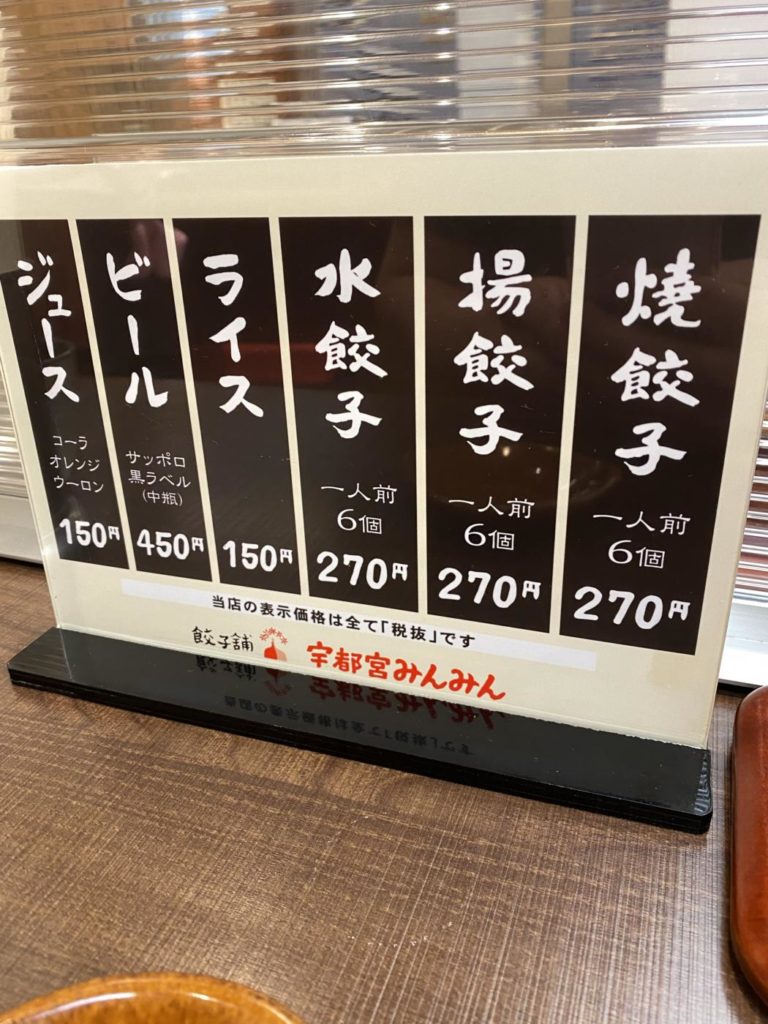 焼餃子
一人前
6個
270円
揚餃子
一人前
6個
270円
水餃子
一人前
6個
270円
ライス
150円
ビール
サッポロ
黒ラベル
(中瓶)
450円
ジュース
コーラ
オレンジ
ウーロン
150円
当店の表示価格は全て「税抜」です
餃子舗 宇都宮みんみん